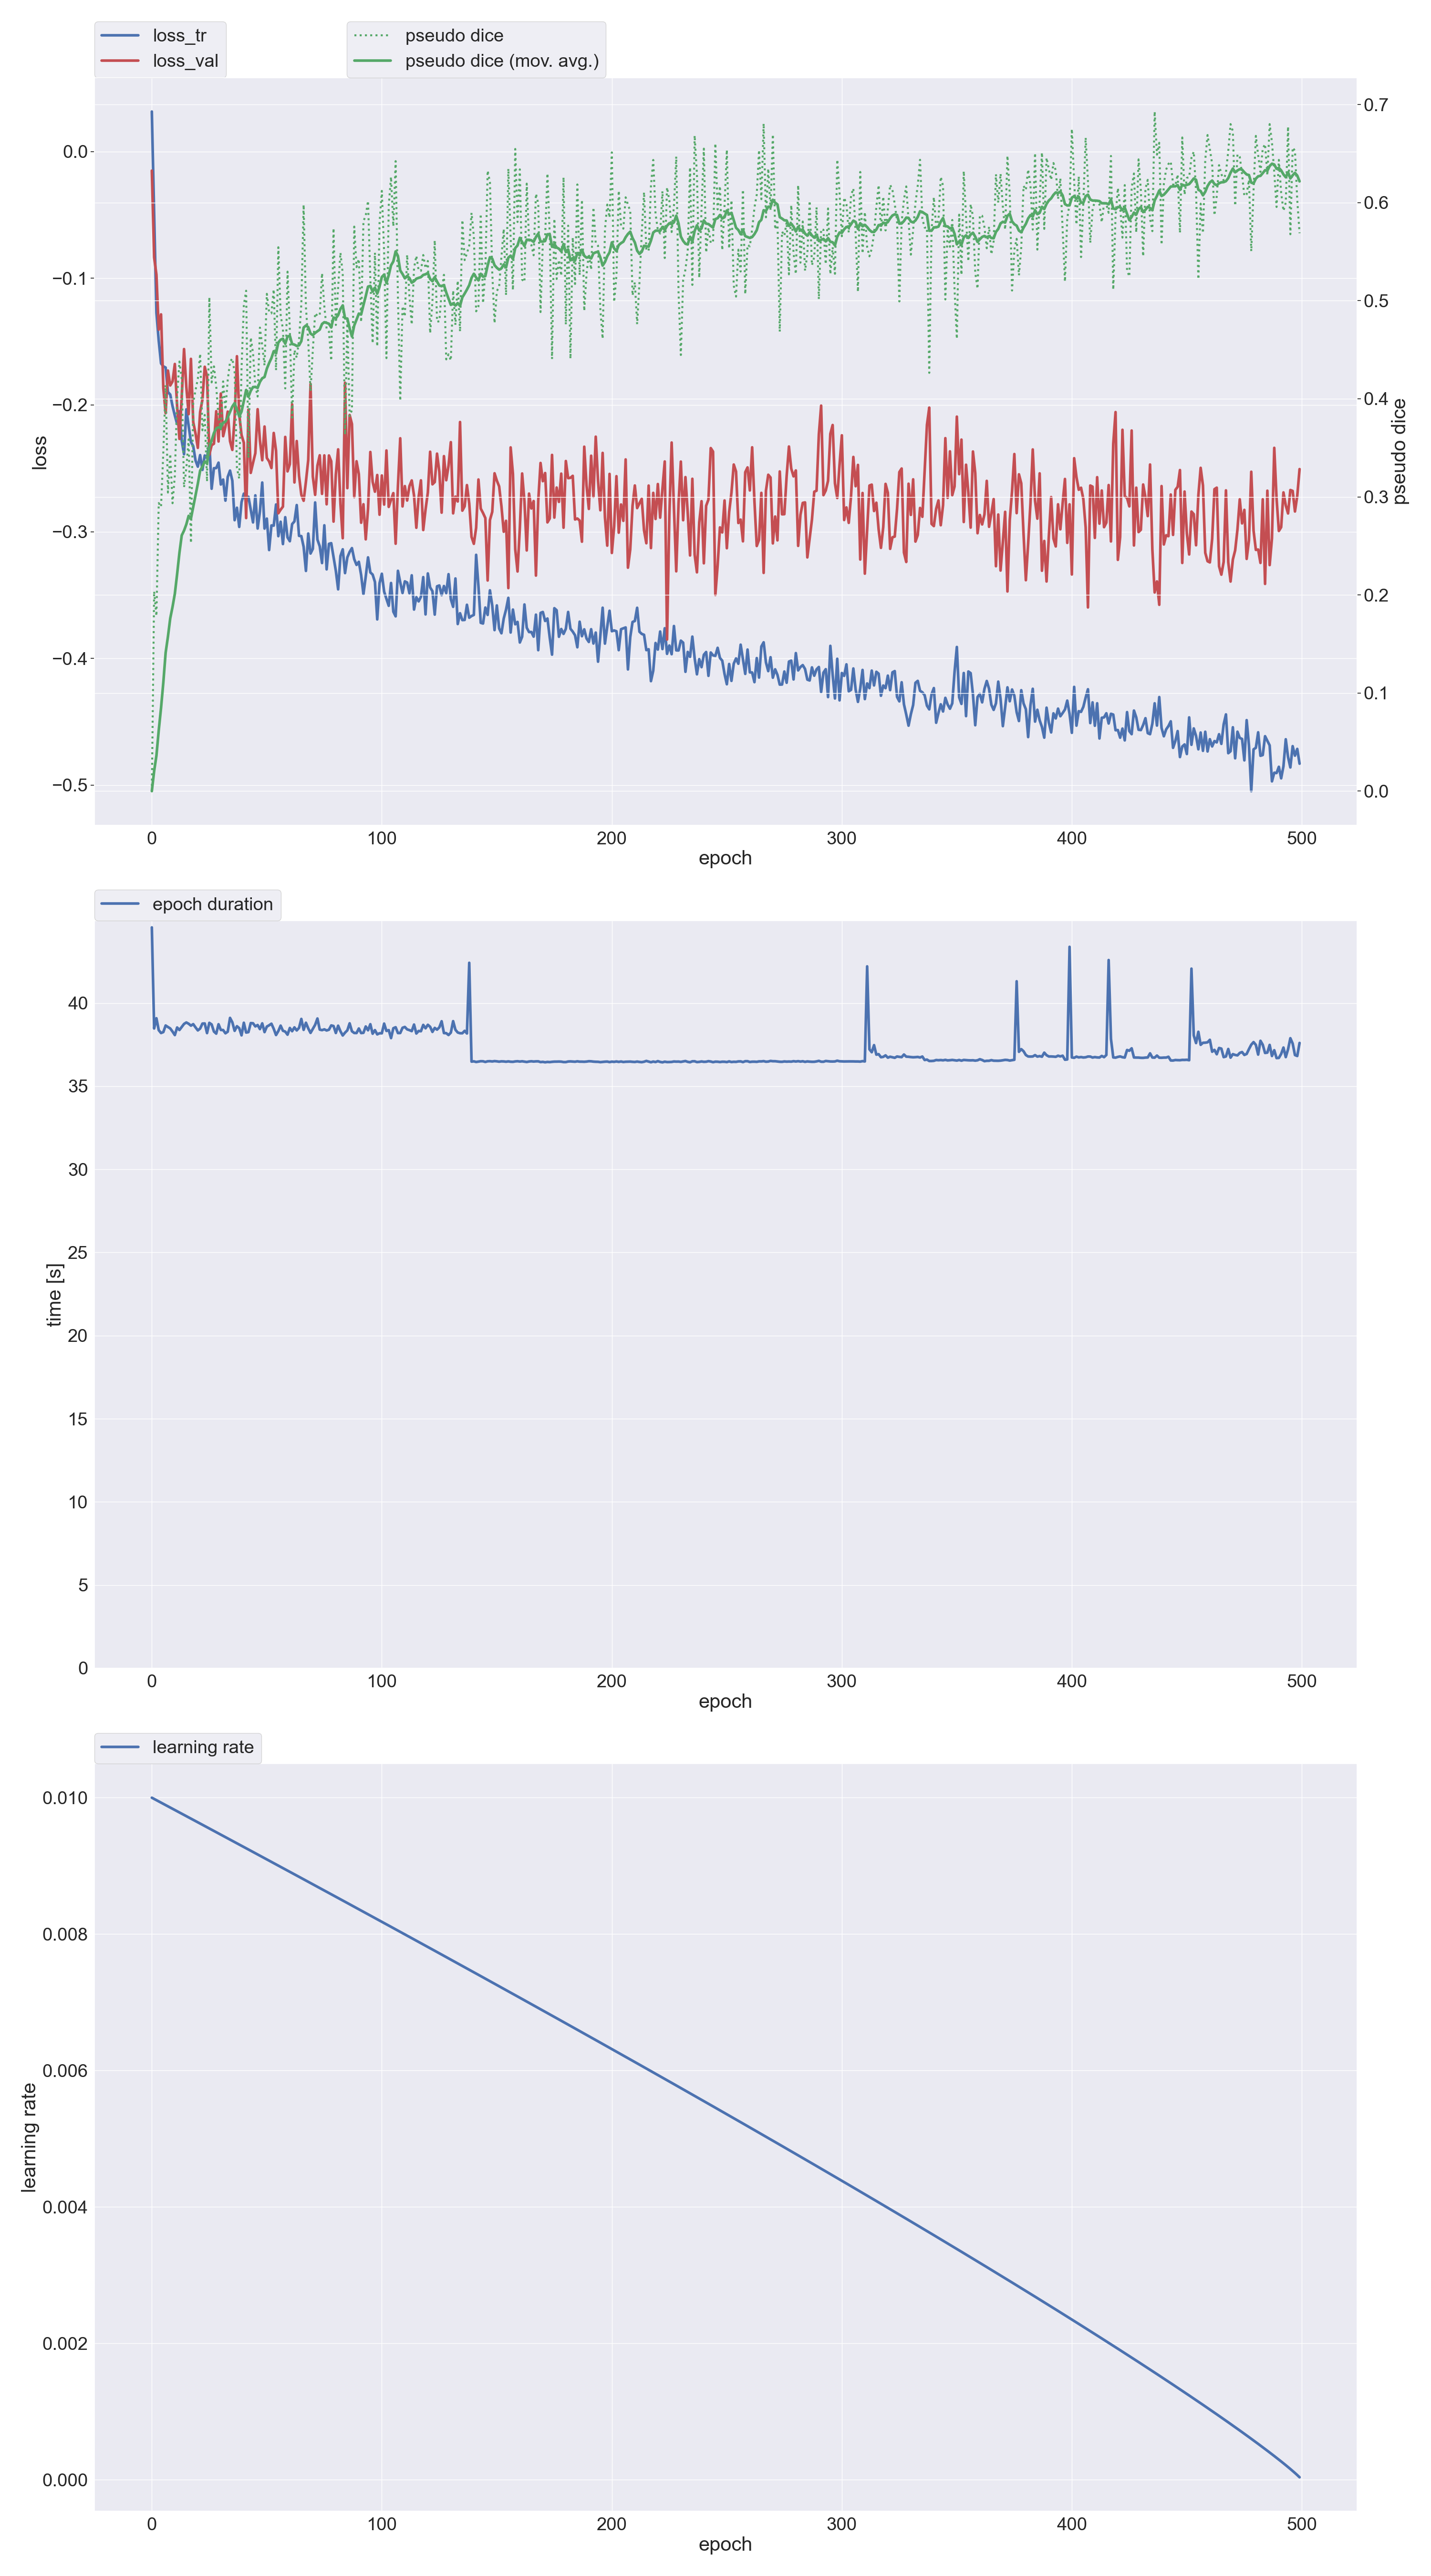 loss_tr
loss_val
pseudo dice
pseudo dice (mov. avg.)
0.0
−0.1
−0.2
−0.3
−0.4
−0.5
loss
0.7
0.6
0.5
0.4
0.3
0.2
0.1
0.0
pseudo dice
0 100 200 300 400 500
epoch
epoch duration
40
35
30
25
20
15
10
5
0
time [s]
0 100 200 300 400 500
epoch
learning rate
0.010
0.008
0.006
0.004
0.002
0.000
learning rate
0 100 200 300 400 500
epoch